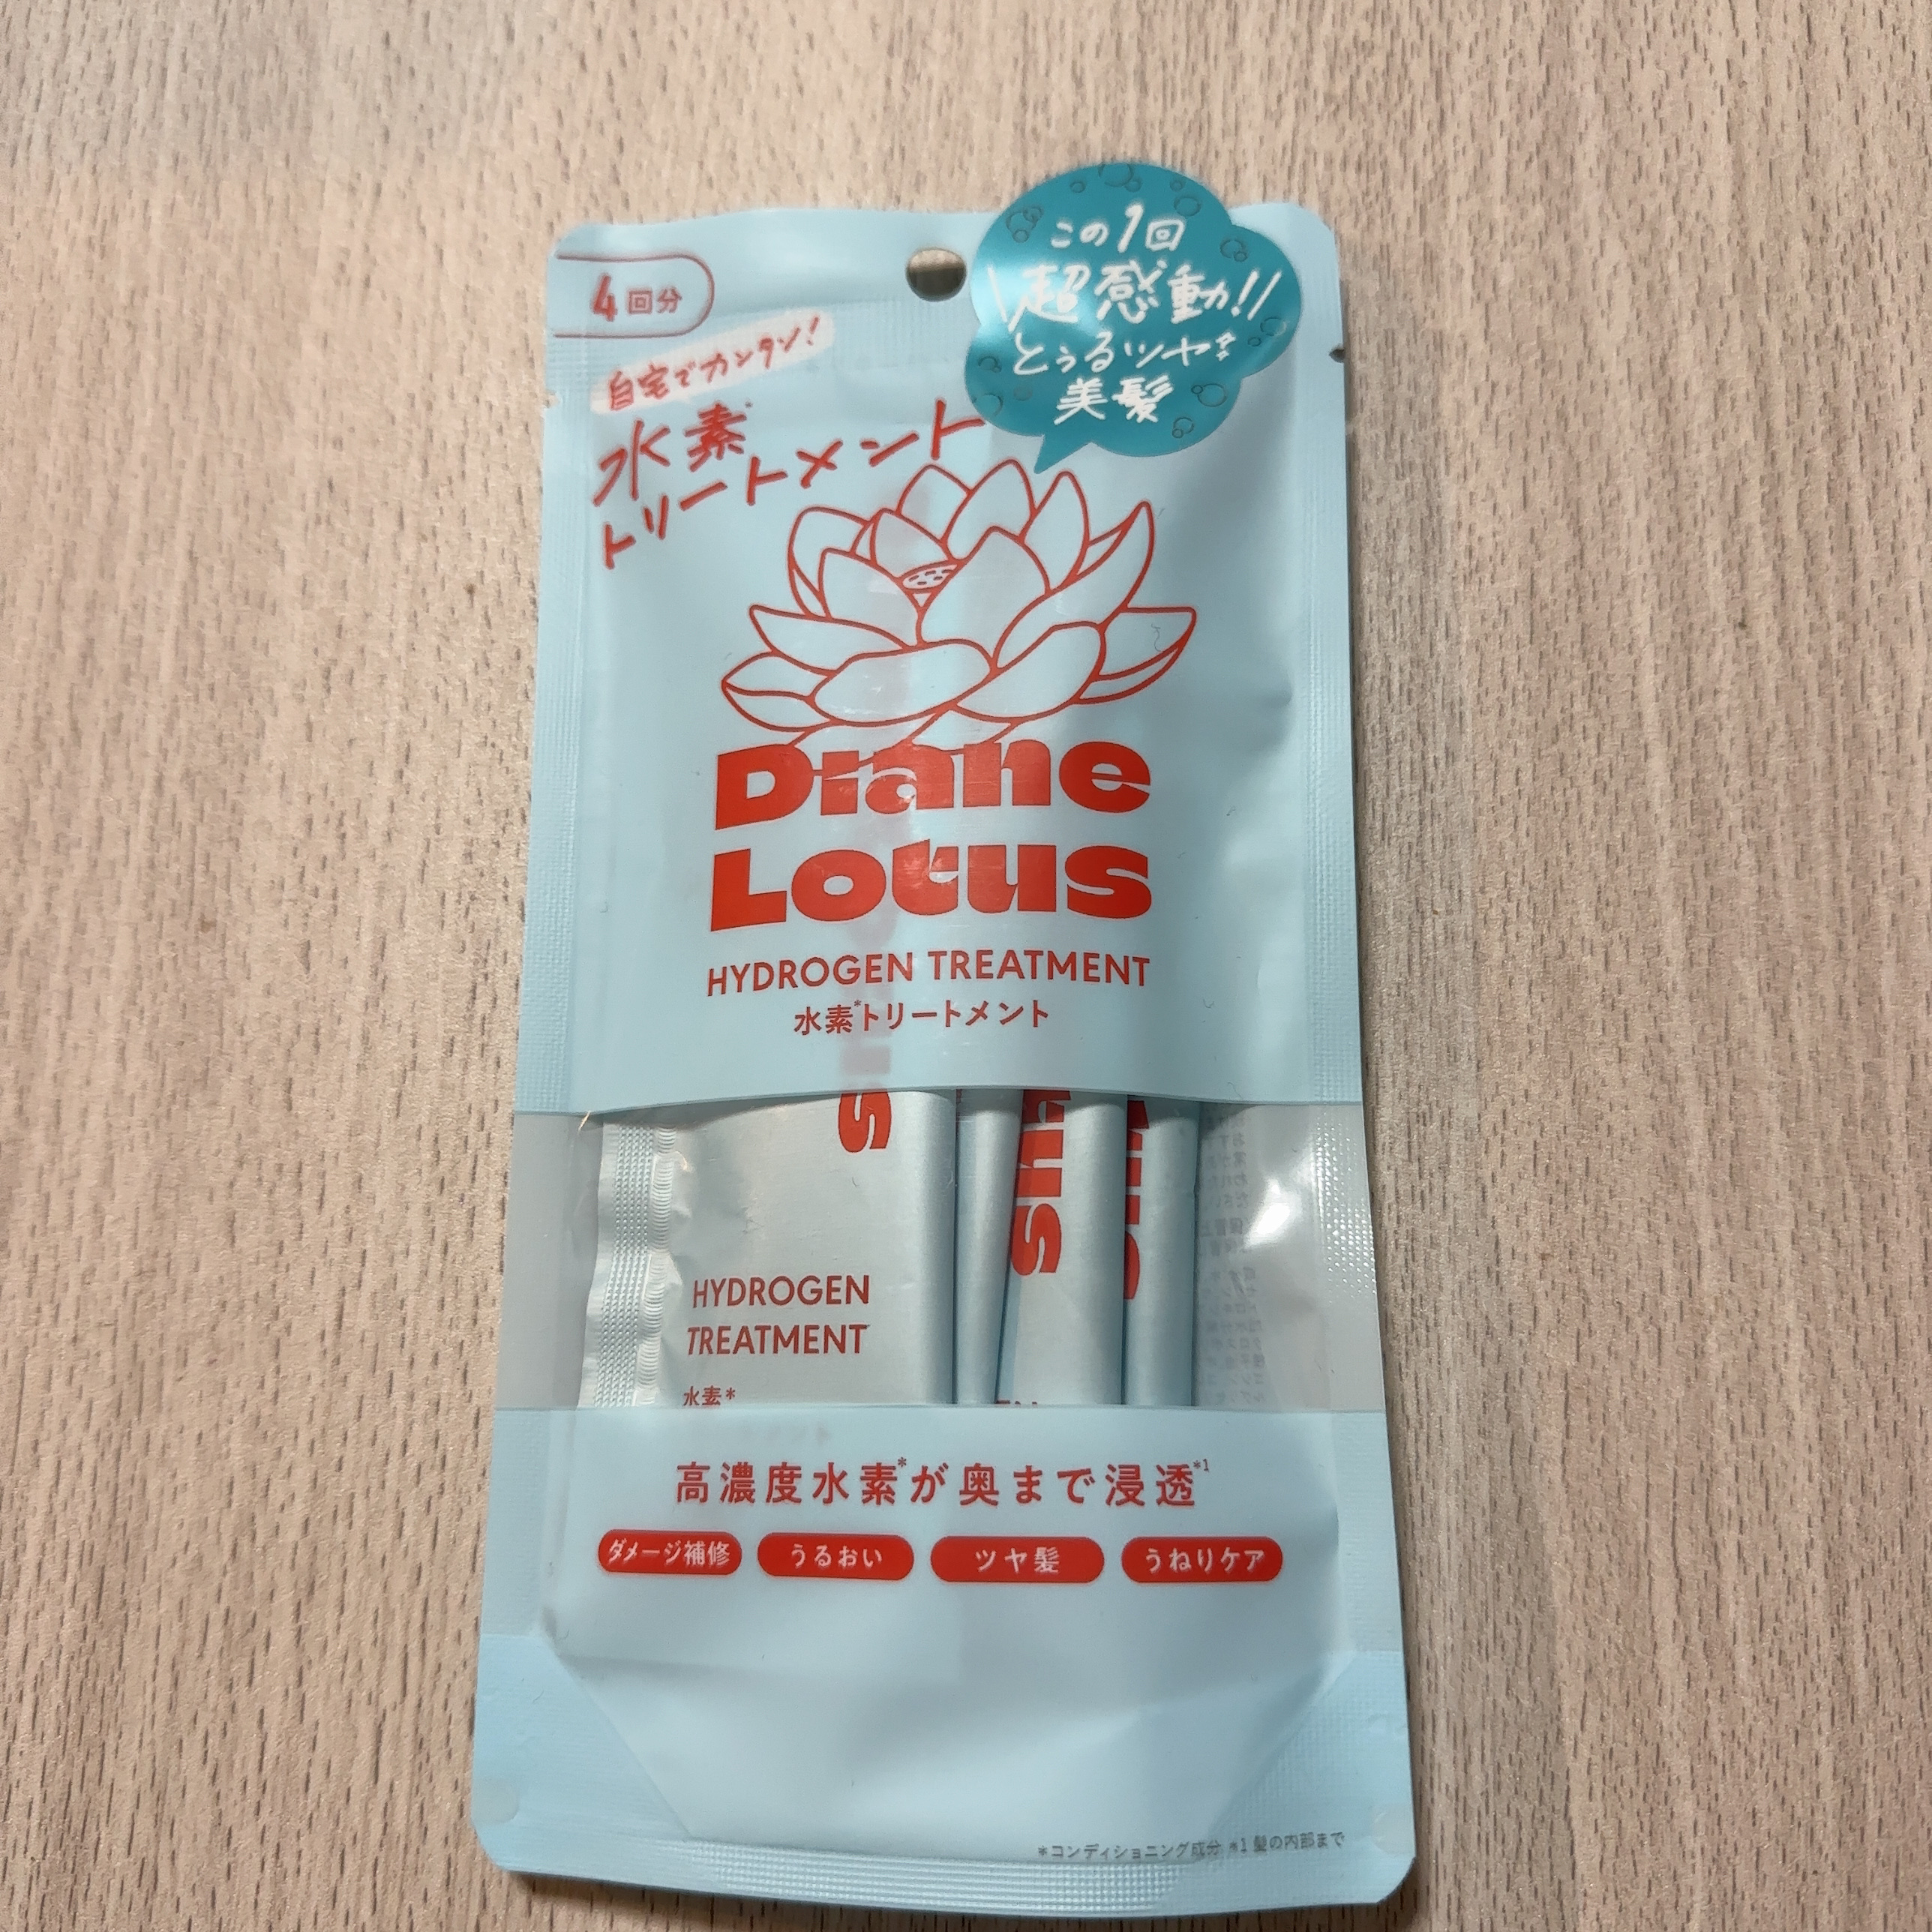 4回分
この1回
超感動!!
とぅるツヤ
美髪
自宅でカンタン!
水素*
トリートメント
Diane
Lotus
HYDROGEN TREATMENT
水素*トリートメント
HYDROGEN
TREATMENT
水素*
高濃度水素*が奥まで浸透*1
ダメージ補修
うるおい
ツヤ髪
うねりケア
*コンディショニング成分 *1 髪の内部まで